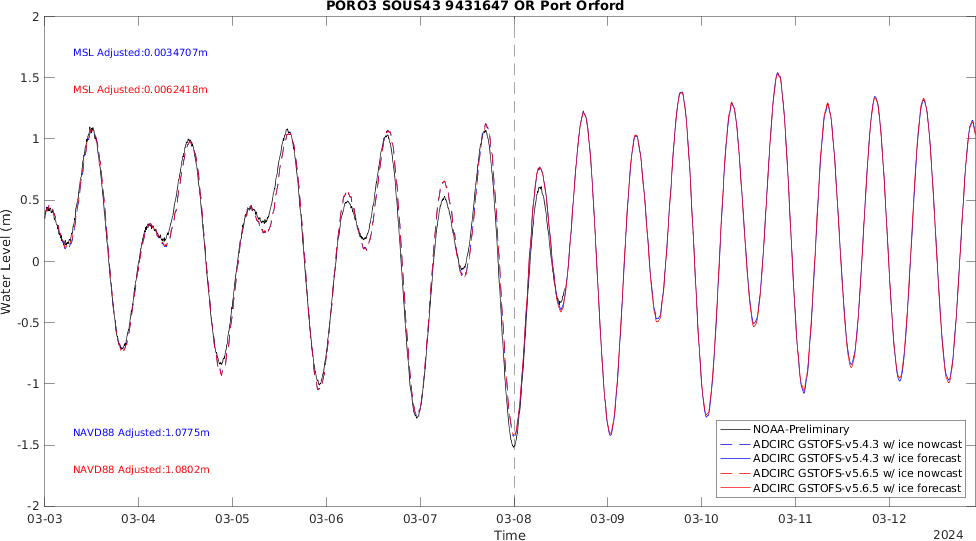 PORO3 SOUS43 9431647 OR Port Orford
2
1.5
1
0.5
0
-0.5
-1
-1.5
-2
Water Level (m)
MSL Adjusted:0.0034707m
MSL Adjusted:0.0062418m
NAVD88 Adjusted:1.0775m
NAVD88 Adjusted:1.0802m
NOAA-Preliminary
ADCIRC GSTOFS-v5.4.3 w/ ice nowcast
ADCIRC GSTOFS-v5.4.3 w/ ice forecast
ADCIRC GSTOFS-v5.6.5 w/ ice nowcast
ADCIRC GSTOFS-v5.6.5 w/ ice forecast
03-03 03-04 03-05 03-06 03-07 03-08 03-09 03-10 03-11 03-12
Time
2024